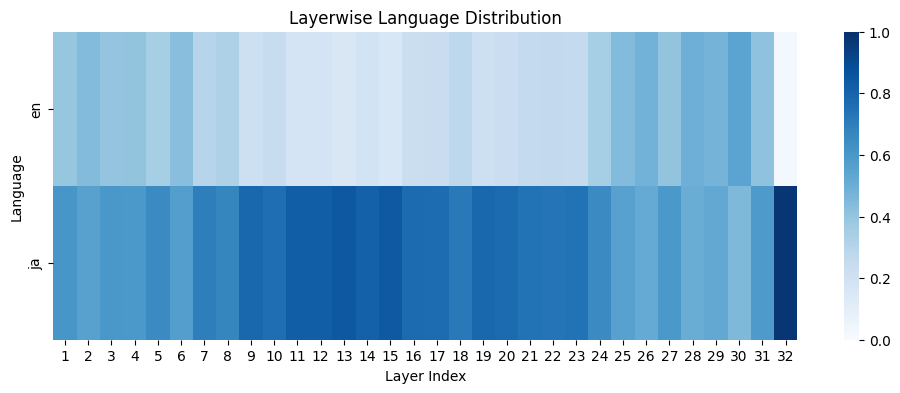 Layerwise Language Distribution
Language
en
ja
1 2 3 4 5 6 7 8 9 10 11 12 13 14 15 16 17 18 19 20 21 22 23 24 25 26 27 28 29 30 31 32
Layer Index
1.0
0.8
0.6
0.4
0.2
0.0